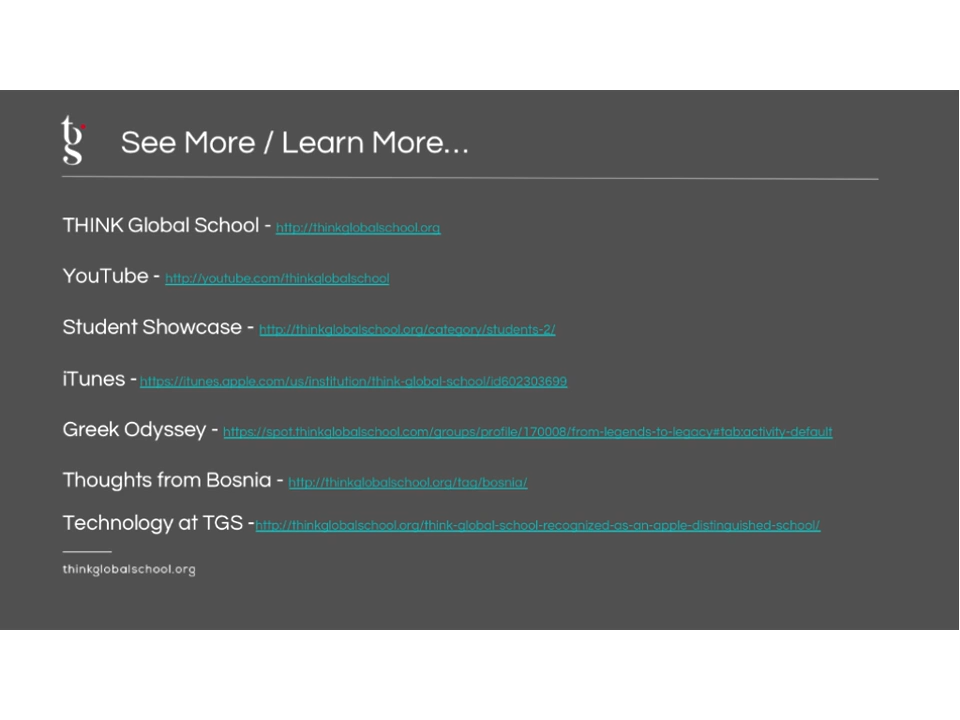 tgs
See More / Learn More...
THINK Global School - http://thinkglobalschool.org
YouTube - http://youtube.com/thinkglobalschool
Student Showcase - http://thinkglobalschool.org/category/students-2/
iTunes - https://itunes.apple.com/us/institution/think-global-school/id602303699
Greek Odyssey - https://spot.thinkglobalschool.com/groups/profile/170008/from-legends-to-legacy#tab:activity-default
Thoughts from Bosnia - http://thinkglobalschool.org/tag/bosnia/
Technology at TGS -http://thinkglobalschool.org/think-global-school-recognized-as-an-apple-distinguished-school/
thinkglobalschool.org